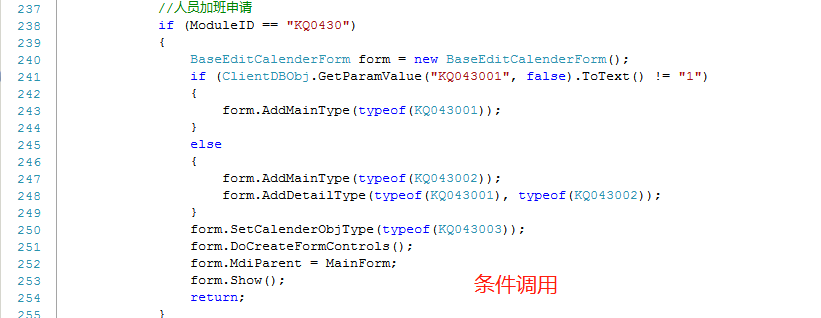 237 //人员加班申请
238 if (ModuleID == "KQ0430")
239 {
240 BaseEditCalenderForm form = new BaseEditCalenderForm();
241 if (ClientDBObj.GetParamValue("KQ043001", false).ToText() != "1")
242 {
243 form.AddMainType(typeof(KQ043001));
244 }
245 else
246 {
247 form.AddMainType(typeof(KQ043002));
248 form.AddDetailType(typeof(KQ043001), typeof(KQ043002));
249 }
250 form.SetCalenderObjType(typeof(KQ043003));
251 form.DoCreateFormControls();
252 form.MdiParent = MainForm;
253 form.Show();
条件调用
254 return;
255 }